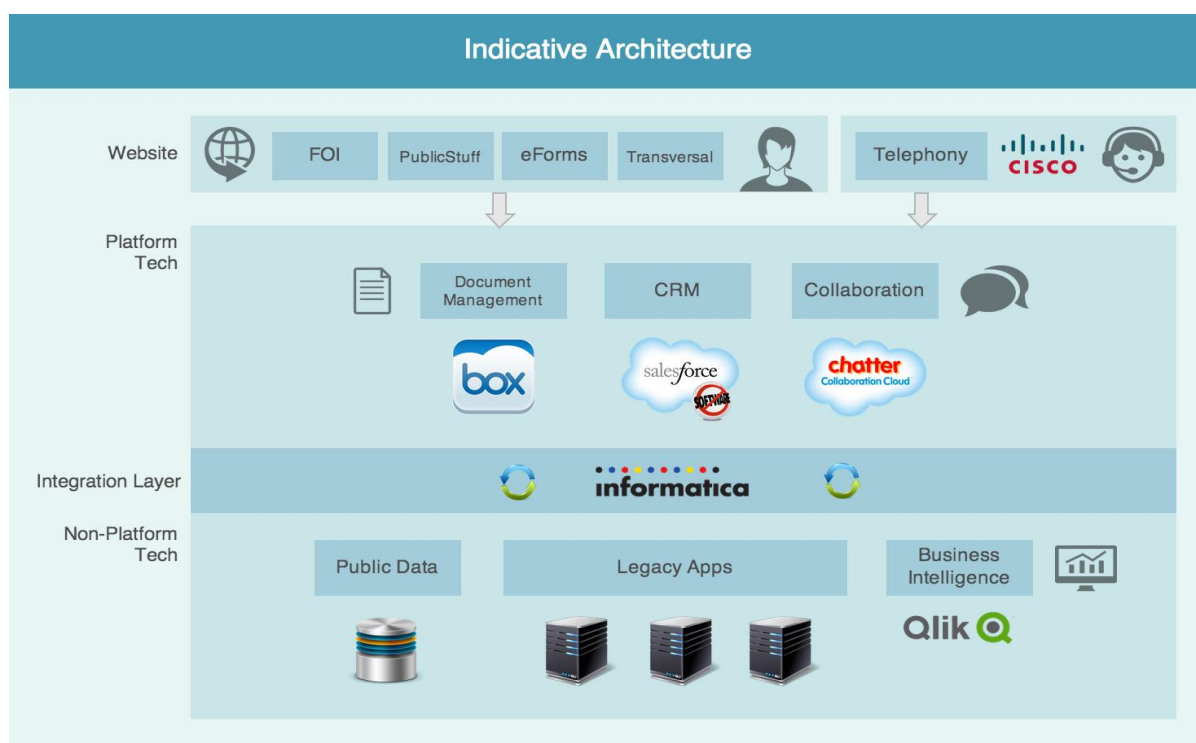 Indicative Architecture
Website
FOI
PublicStuff
eForms
Transversal
Telephony
CISCO
Platform
Tech
Document
Management
CRM
Collaboration
box
salesforce
SOFTWARE
chatter
Collaboration Cloud
Integration Layer
informatica
Non-Platform
Tech
Public Data
Legacy Apps
Business
Intelligence
Qlik